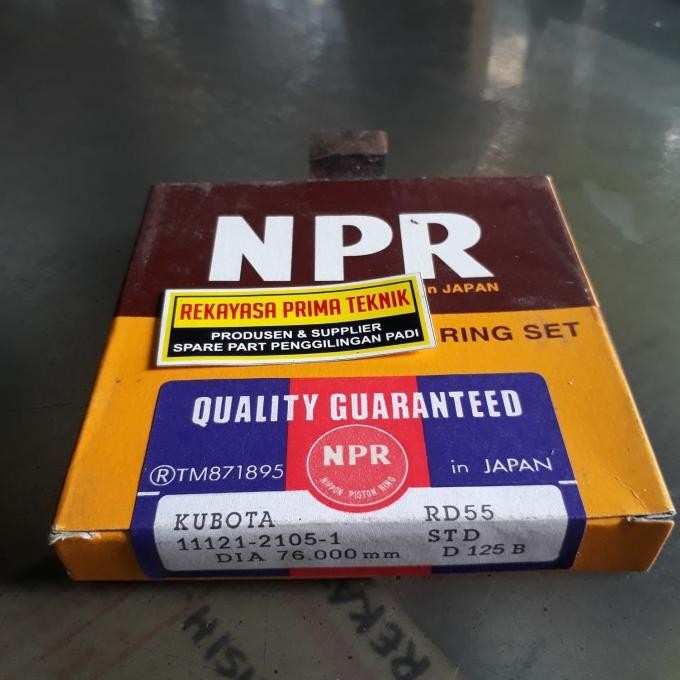 NPR
n JAPAN
REKAYASA PRIMA TEKNIK
PRODUSEN & SUPPLIER
SPARE PART PENGGILINGAN PADI
RING SET
QUALITY GUARANTEED
NPR
NIPPON PISTON RING
®TM871895
in JAPAN
KUBOTA RD55
11121-2105-1 STD
DIA 76.000mm D 125 B
REKA